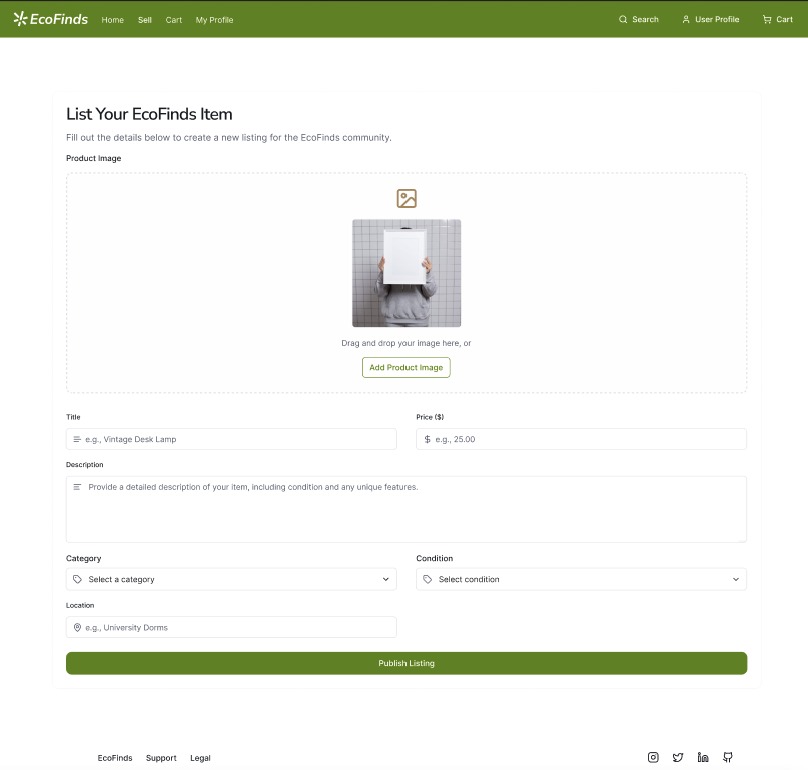 EcoFinds Home Sell Cart My Profile Search User Profile Cart
List Your EcoFinds Item
Fill out the details below to create a new listing for the EcoFinds community.
Product Image
Drag and drop your image here, or
Add Product Image
Title Price ($)
e.g., Vintage Desk Lamp $ e.g., 25.00
Description
Provide a detailed description of your item, including condition and any unique features.
Category Condition
Select a category Select condition
Location
e.g., University Dorms
Publish Listing
EcoFinds Support Legal